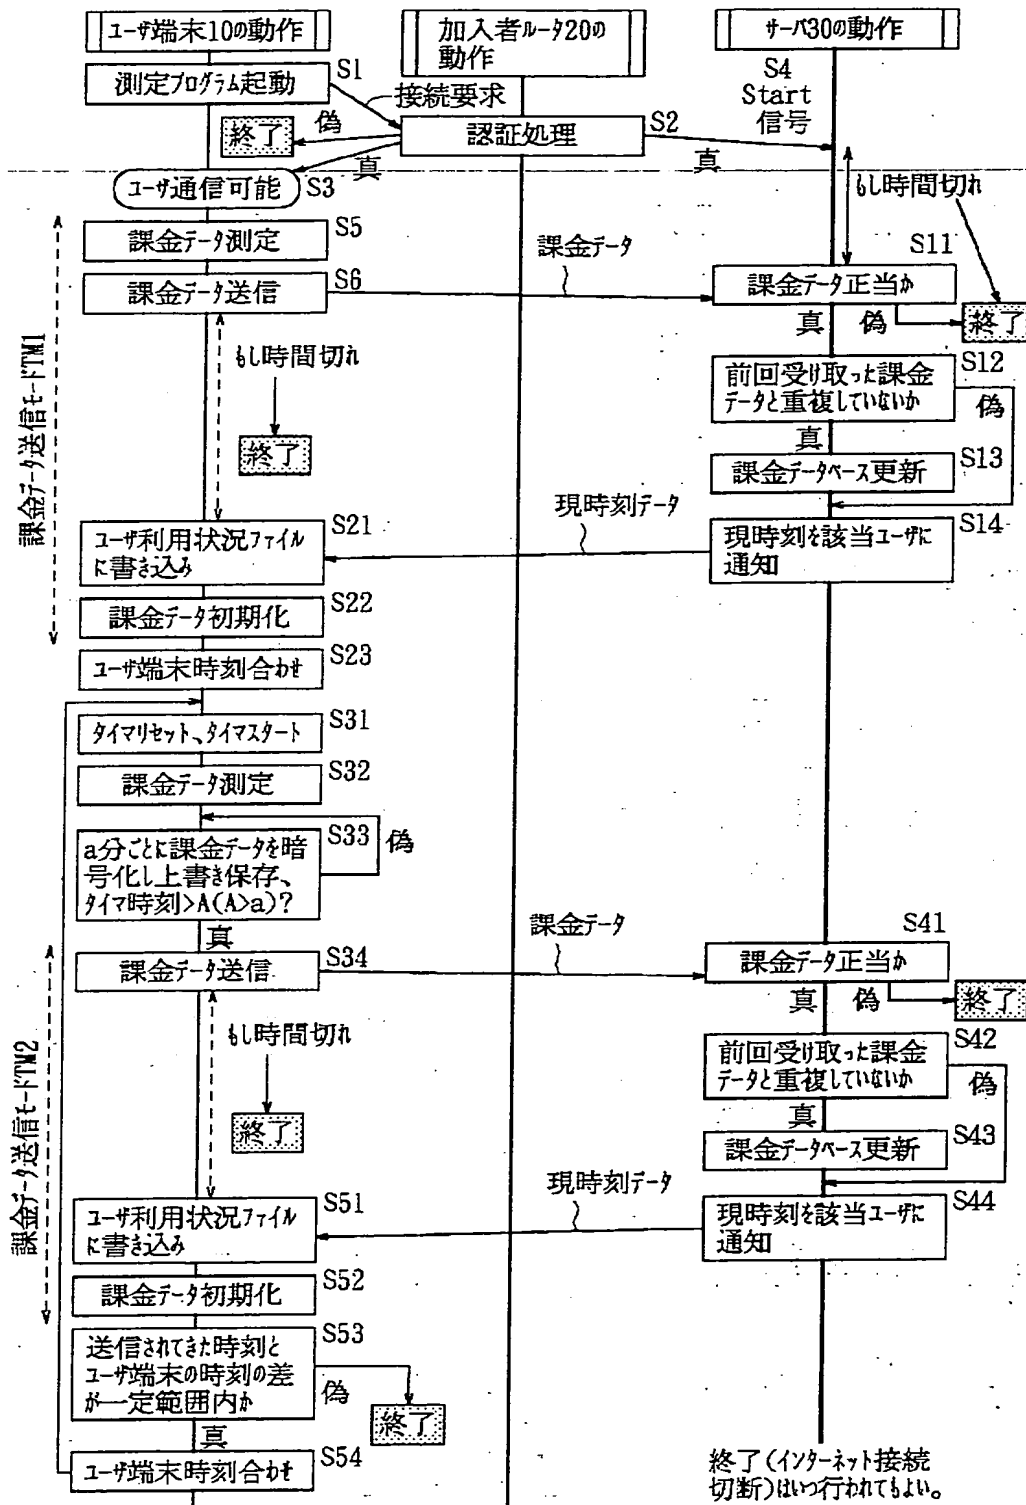 ユーザ端末10の動作
加入者ルータ20の
動作
サーバ30の動作
測定プログラム起動
S1
接続要求
S4
Start
信号
偽
終了
認証処理
S2
真
真
ユーザ通信可能
S3
もし時間切れ
課金データ測定
S5
課金データ
S11
課金データ送信
S6
課金データ正当か
真
偽
終了
課金データ送信モードTM1
もし時間切れ
終了
S12
前回受け取った課金
データと重複していないか
偽
真
課金データベース更新
S13
現時刻データ
S14
現時刻を該当ユーザに
通知
S21
ユーザ利用状況ファイル
に書き込み
課金データ初期化
S22
ユーザ端末時刻合わせ
S23
タイマリセット、タイマスタート
S31
課金データ測定
S32
S33
a分ごとに課金データを暗
号化し上書き保存、
タイマ時刻>A(A>a)?
偽
真
課金データ
S41
課金データ送信
S34
課金データ正当か
真
偽
終了
課金データ送信モードTM2
もし時間切れ
終了
S42
前回受け取った課金
データと重複していないか
偽
真
課金データベース更新
S43
現時刻データ
S44
現時刻を該当ユーザに
通知
S51
ユーザ利用状況ファイル
に書き込み
課金データ初期化
S52
S53
送信されてきた時刻と
ユーザ端末の時刻の差
が一定範囲内か
偽
終了
真
ユーザ端末時刻合わせ
S54
終了(インターネット接続
切断)はいつ行われてもよい。